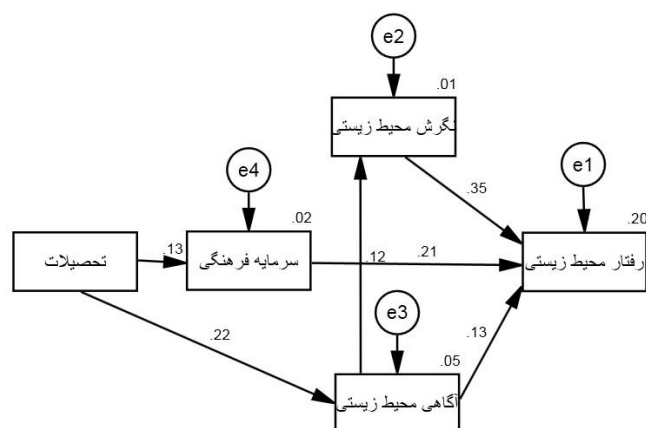 e2
.01
نگرش محیط زیستی
e4
.35
e1
.02
.20
تحصیلات
.13
سرمایه فرهنگی
.12
.21
رفتار محیط زیستی
e3
.22
.13
.05
آگاهی محیط زیستی